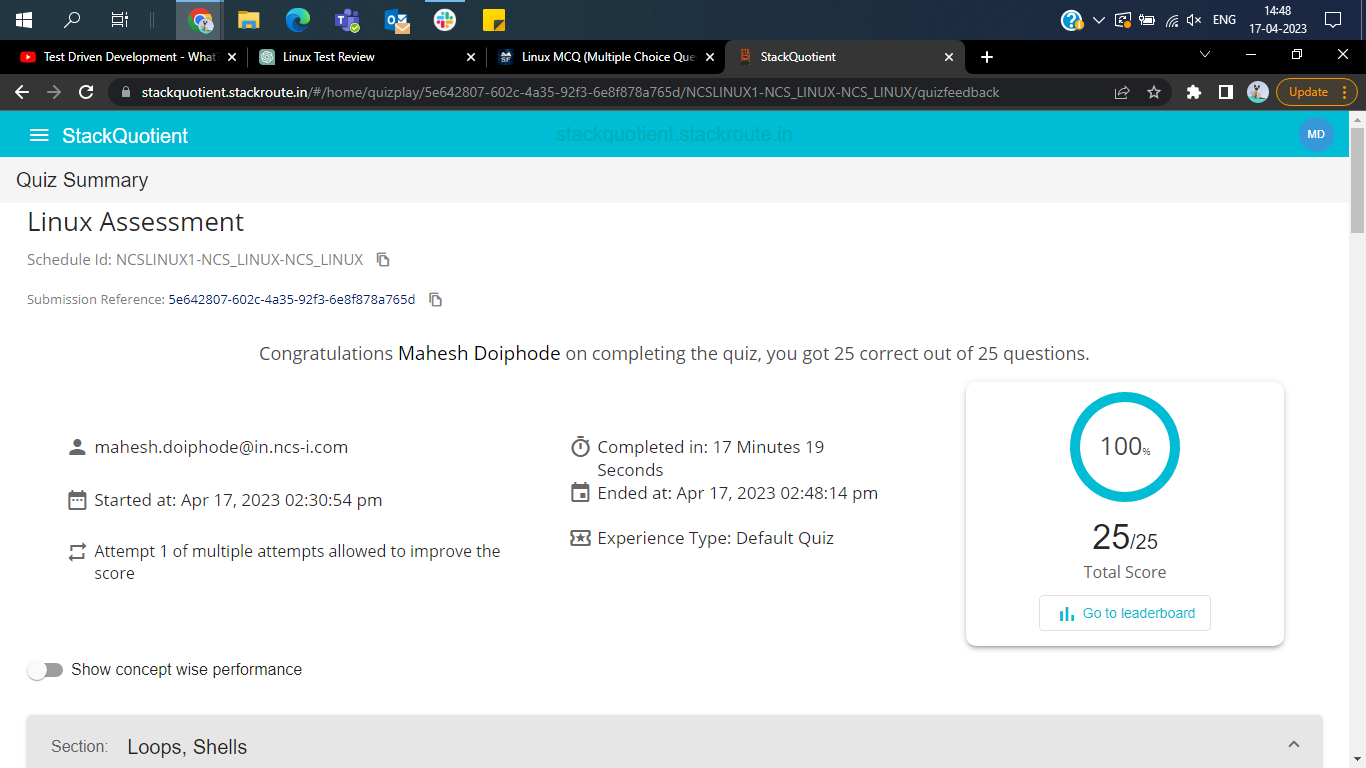 14:48
ENG
17-04-2023
Test Driven Development - What
Linux Test Review
Linux MCQ (Multiple Choice Que
StackQuotient
stackquotient.stackroute.in/#/home/quizplay/5e642807-602c-4a35-92f3-6e8f878a765d/NCSLINUX1-NCS_LINUX-NCS_LINUX/quizfeedback
Update
StackQuotient
stackquotient.stackroute.in
MD
Quiz Summary
Linux Assessment
Schedule Id: NCSLINUX1-NCS_LINUX-NCS_LINUX
Submission Reference: 5e642807-602c-4a35-92f3-6e8f878a765d
Congratulations Mahesh Doiphode on completing the quiz, you got 25 correct out of 25 questions.
mahesh.doiphode@in.ncs-i.com
Started at: Apr 17, 2023 02:30:54 pm
Attempt 1 of multiple attempts allowed to improve the
score
Completed in: 17 Minutes 19
Seconds
Ended at: Apr 17, 2023 02:48:14 pm
Experience Type: Default Quiz
100%
25/25
Total Score
Go to leaderboard
Show concept wise performance
Section: Loops, Shells